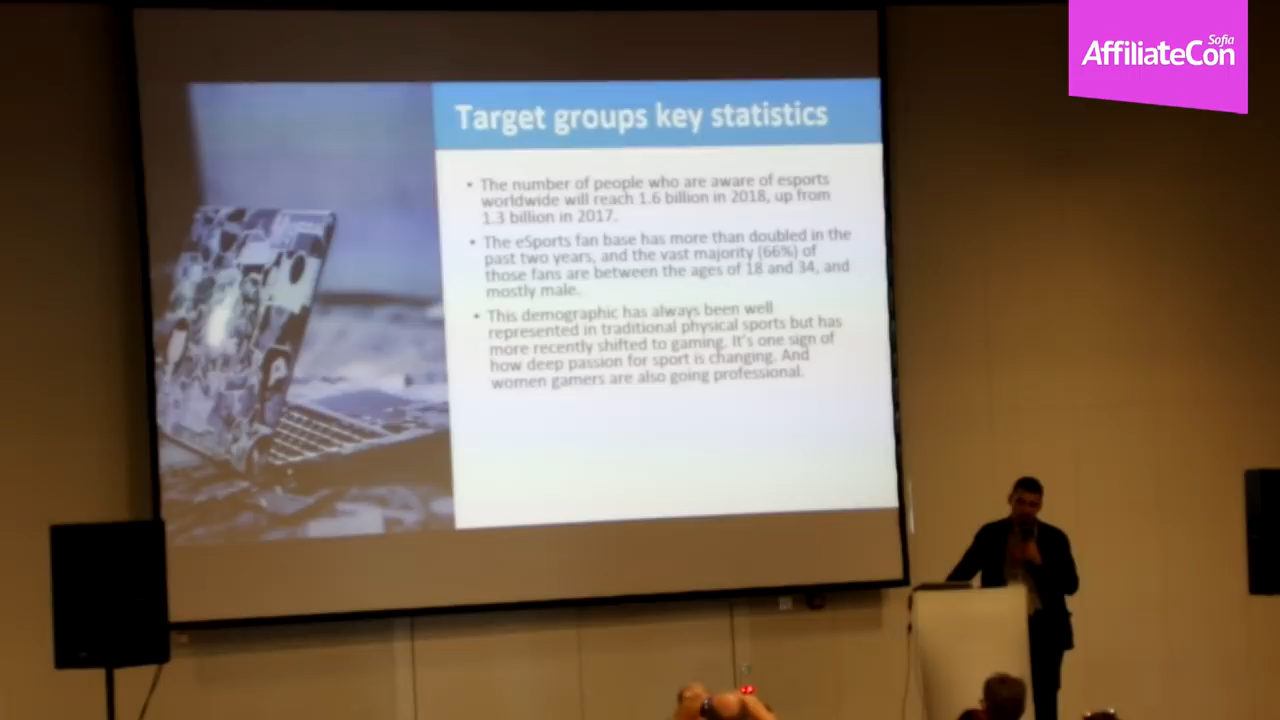 Sofia
AffiliateCon
Target groups key statistics
• The number of people who are aware of esports
worldwide will reach 1.6 billion in 2018, up from
1.3 billion in 2017.
• The eSports fan base has more than doubled in the
past two years, and the vast majority (66%) of
those fans are between the ages of 18 and 34, and
mostly male.
• This demographic has always been well
represented in traditional physical sports but has
more recently shifted to gaming. It's one sign of
how deep passion for sport is changing. And
women gamers are also going professional.